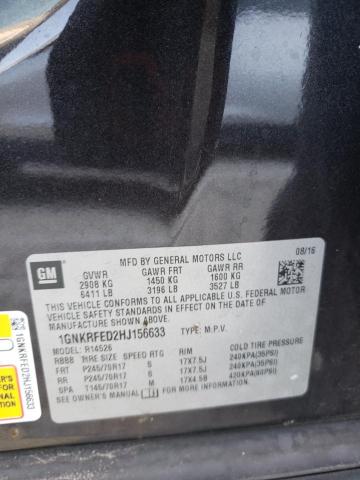 GM
MFD BY GENERAL MOTORS LLC
08/16
GVWR GAWR FRT GAWR RR
2908 KG 1450 KG 1600 KG
6411 LB 3196 LB 3527 LB
THIS VEHICLE CONFORMS TO ALL APPLICABLE U.S. FEDERAL MOTOR
VEHICLE SAFETY STANDARDS IN EFFECT ON THE DATE OF
MANUFACTURE SHOWN ABOVE.
1GNKRFED2HJ156633 TYPE: M.P.V.
MODEL: R14526
RBBB TIRE SIZE SPEED RTG RIM COLD TIRE PRESSURE
FRT P245/70R17 S 17X7.5J 240KPA(35PSI)
RR P245/70R17 S 17X7.5J 240KPA(35PSI)
SPA T145/70R17 M 17X4.5B 420KPA(60PSI)
SEE OWNER'S MANUAL FOR ADDITIONAL INFORMATION
1GNKRFED2HJ156633